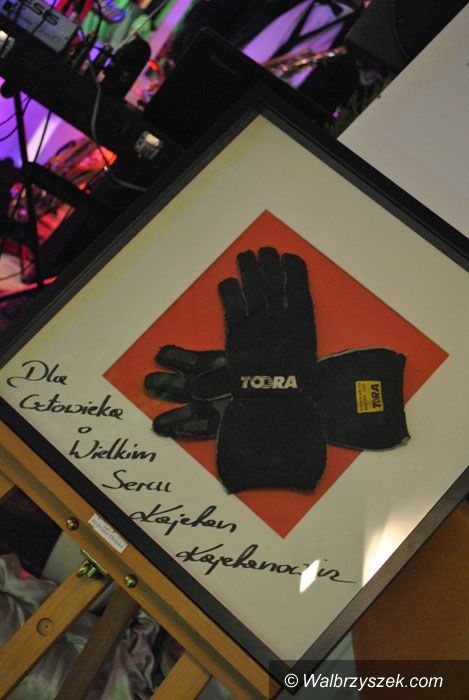 TOORA
Dla
Człowieka
o
Wielkim
Sercu
Kajetan
Kajetanowicz
© Walbrzyszek.com